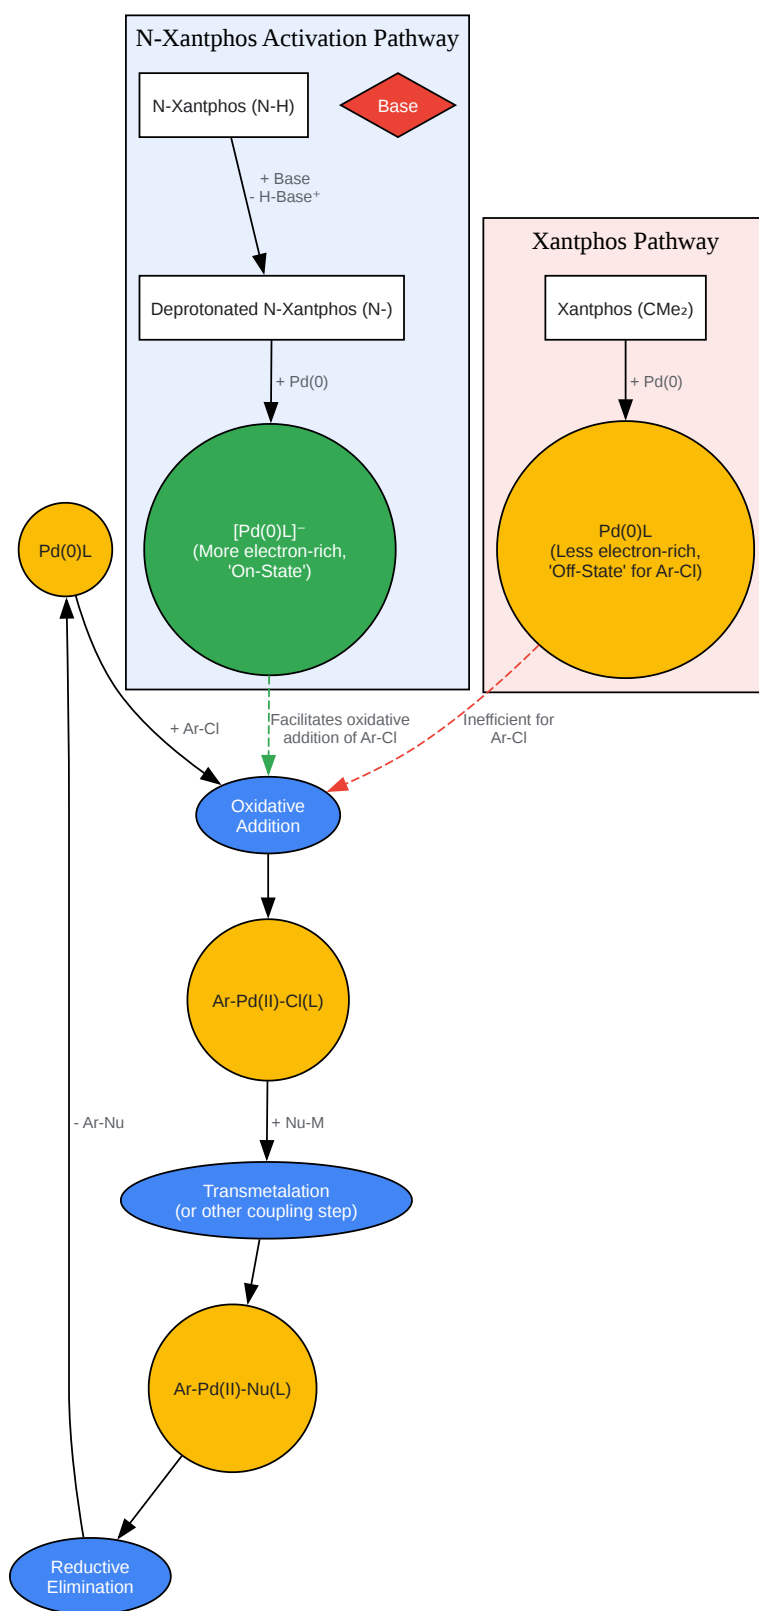 N-Xantphos Activation Pathway
N-Xantphos (N-H)
Base
+ Base
- H-Base⁺
Xantphos Pathway
Deprotonated N-Xantphos (N-)
Xantphos (CMe₂)
+ Pd(0)
+ Pd(0)
Pd(0)L
[Pd(0)L]⁻
(More electron-rich,
'On-State')
Pd(0)L
(Less electron-rich,
'Off-State' for Ar-Cl)
+ Ar-Cl
Facilitates oxidative
addition of Ar-Cl
Inefficient for
Ar-Cl
Oxidative
Addition
Ar-Pd(II)-Cl(L)
- Ar-Nu
+ Nu-M
Transmetalation
(or other coupling step)
Ar-Pd(II)-Nu(L)
Reductive
Elimination